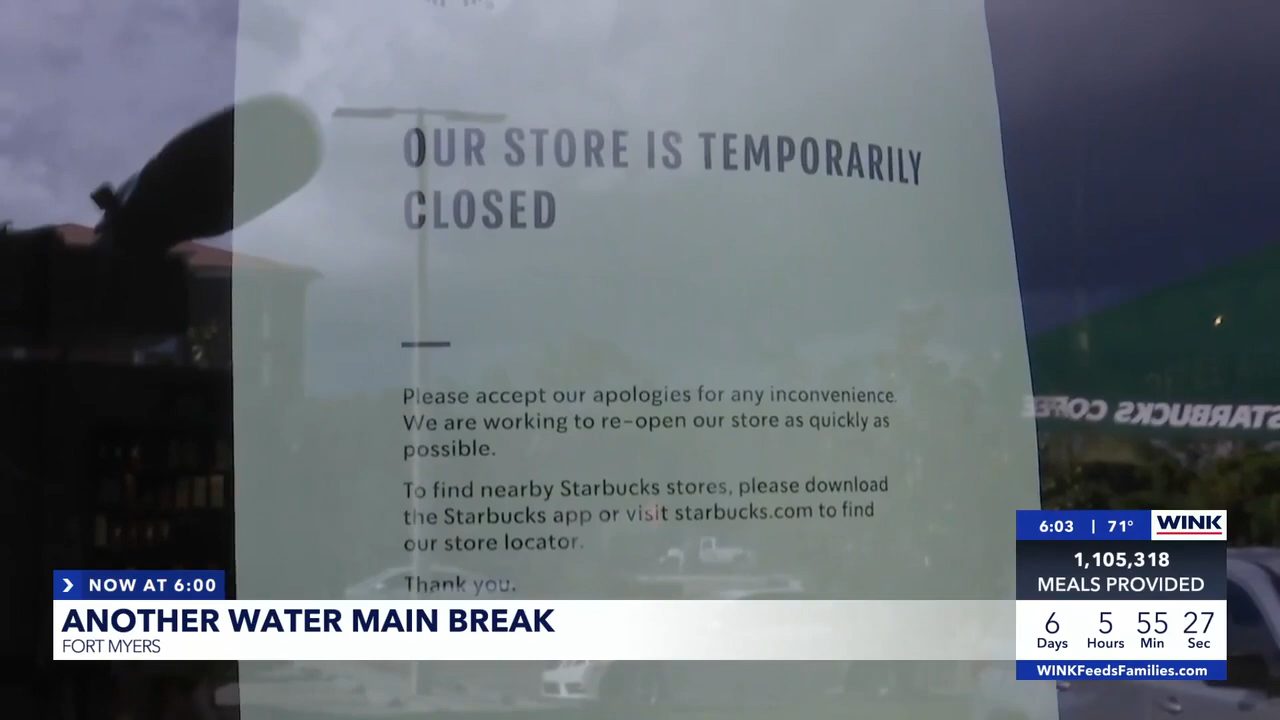 OUR STORE IS TEMPORARILY
CLOSED
Please accept our apologies for any inconvenience.
We are working to re-open our store as quickly as
possible.
To find nearby Starbucks stores, please download
the Starbucks app or visit starbucks.com to find
our store locator.
Thank you.
STARBUCKS COFFEE
NOW AT 6:00
ANOTHER WATER MAIN BREAK
FORT MYERS
6:03 | 71° WINK
1,105,318
MEALS PROVIDED
6 5 55 27
Days Hours Min Sec
WINKFeedsFamilies.com